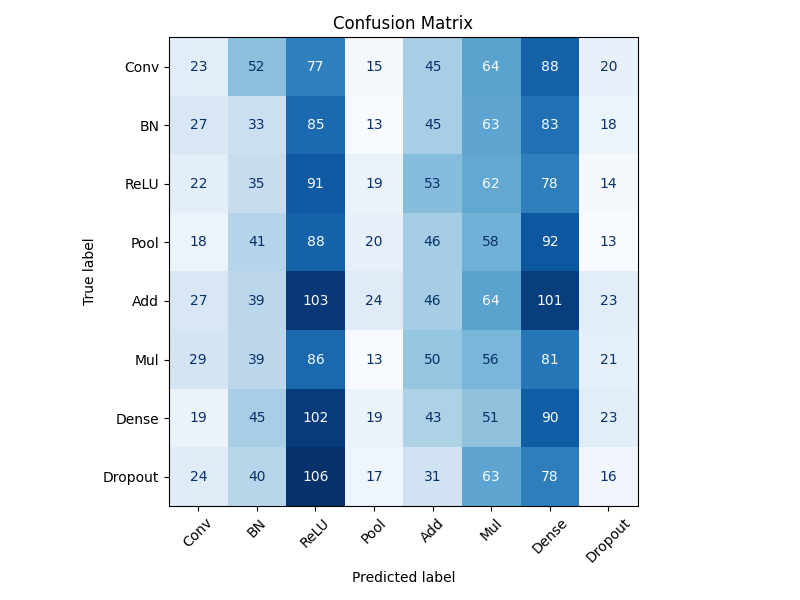 Confusion Matrix
True label
Conv 23 52 77 15 45 64 88 20
BN 27 33 85 13 45 63 83 18
ReLU 22 35 91 19 53 62 78 14
Pool 18 41 88 20 46 58 92 13
Add 27 39 103 24 46 64 101 23
Mul 29 39 86 13 50 56 81 21
Dense 19 45 102 19 43 51 90 23
Dropout 24 40 106 17 31 63 78 16
Conv BN ReLU Pool Add Mul Dense Dropout
Predicted label